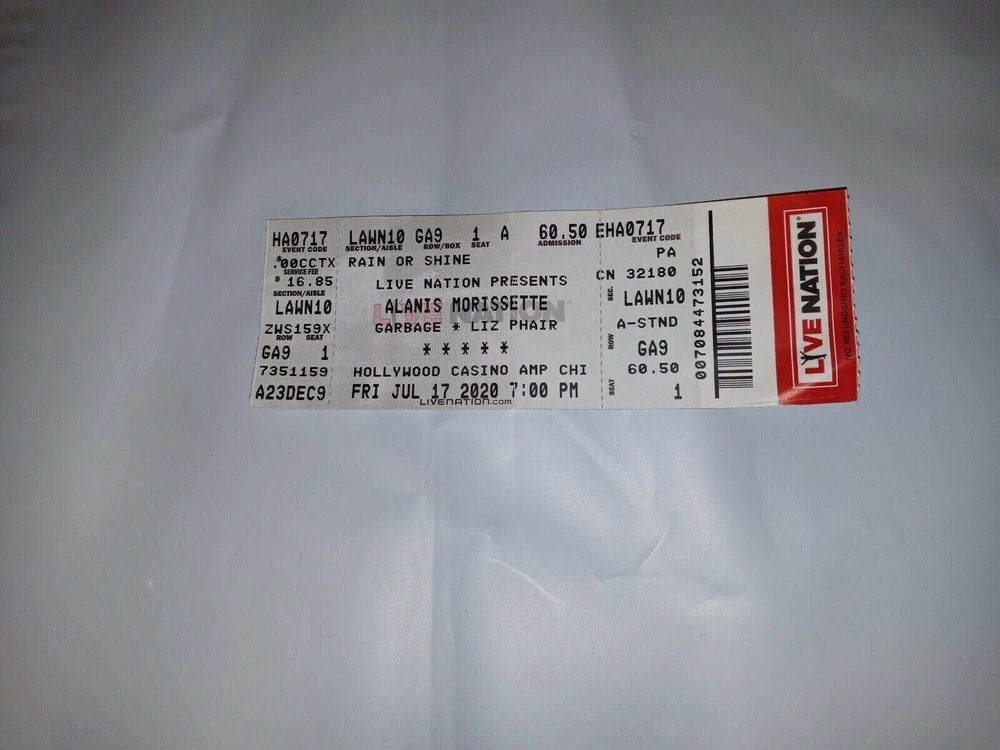 HA0717
EVENT CODE
$.00CCTX
SERVICE FEE
$ 16.85
SECTION/AISLE
LAWN10
ZWS159X
ROW SEAT
GA9 1
7351159
A23DEC9
LAWN10 GA9 1 A 60.50
SECTION/AISLE ROW/BOX SEAT ADMISSION
RAIN OR SHINE
LIVE NATION PRESENTS
LIVE NATION
ALANIS MORISSETTE
GARBAGE * LIZ PHAIR
* * * * *
HOLLYWOOD CASINO AMP CHI
FRI JUL 17 2020 7:00 PM
LIVENATION.com
EHA0717
EVENT CODE
PA
CN 32180
SEC. LAWN10
A-STND
ROW GA9
60.50
SEAT 1
007084473152
LIVE NATION
NO REFUNDS/NO EXCHANGES